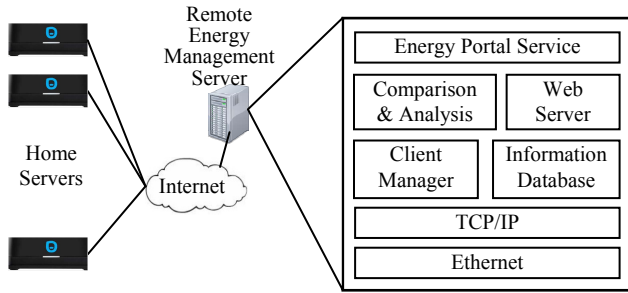 Remote
Energy
Management
Server
Home
Servers
Internet
Energy Portal Service
Comparison
& Analysis
Web
Server
Client
Manager
Information
Database
TCP/IP
Ethernet